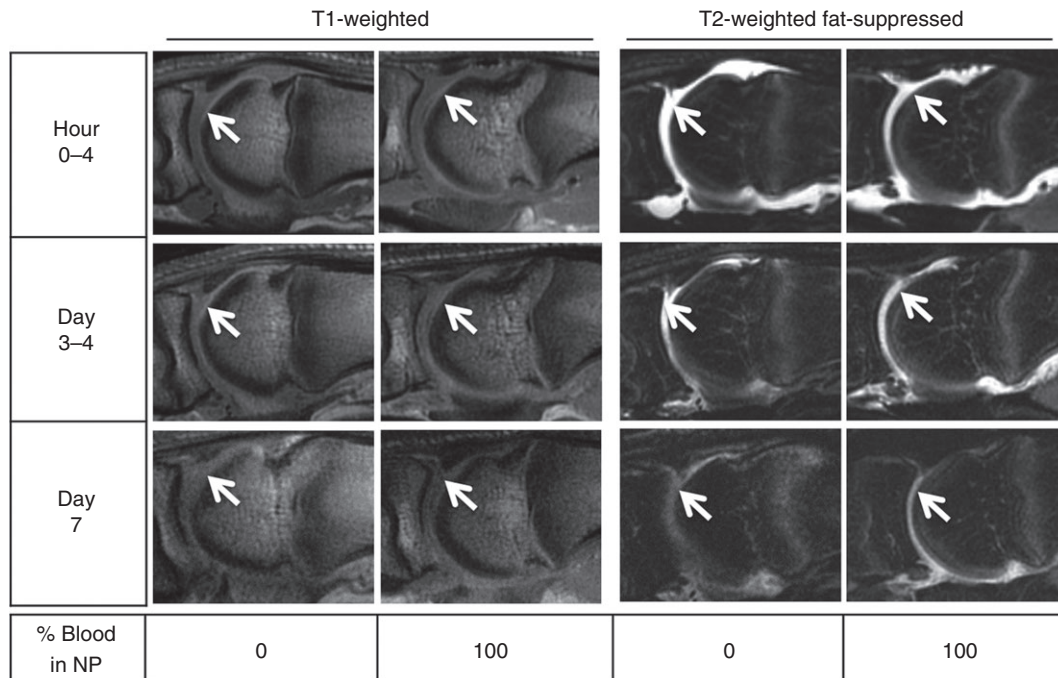 T1-weighted
T2-weighted fat-suppressed
Hour
0–4
Day
3–4
Day
7
% Blood
in NP
0
100
0
100